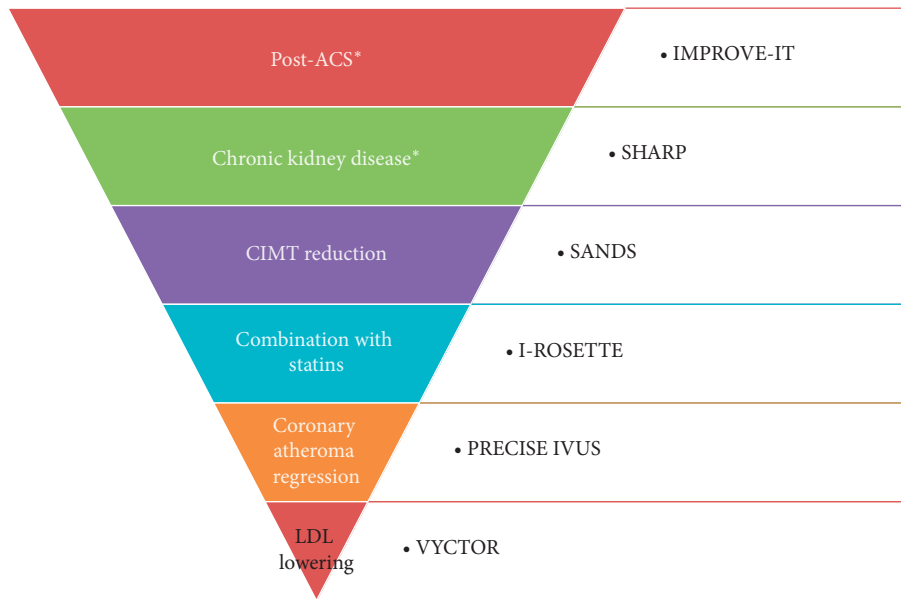 Post-ACS*
• IMPROVE-IT
Chronic kidney disease*
• SHARP
CIMT reduction
• SANDS
Combination with
statins
• I-ROSETTE
Coronary
atheroma
regression
• PRECISE IVUS
LDL
lowering
• VYCTOR